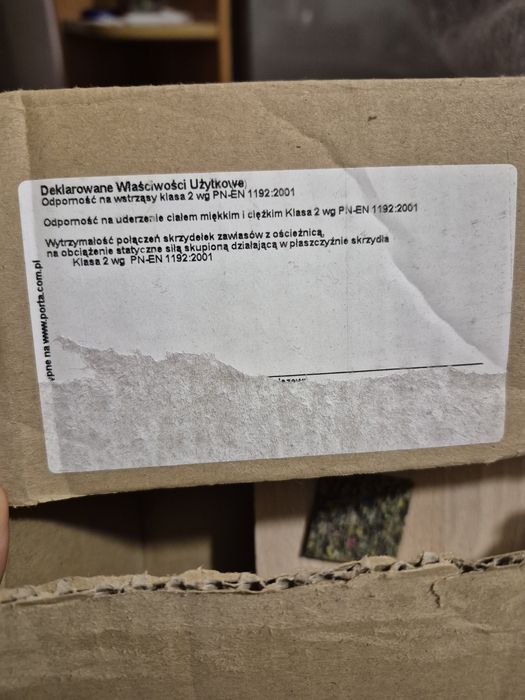 Deklarowane Właściwości Użytkowe
Odporność na wstrząsy klasa 2 wg PN-EN 1192:2001
Odporność na uderzenie ciałem miękkim i ciężkim Klasa 2 wg PN-EN 1192:2001
Wytrzymałość połączeń skrzydełek zawiasów z ościeżnicą,
na obciążenie statyczne siłą skupioną działającą w płaszczyźnie skrzydła
Klasa 2 wg PN-EN 1192:2001
na www.porta.com.pl